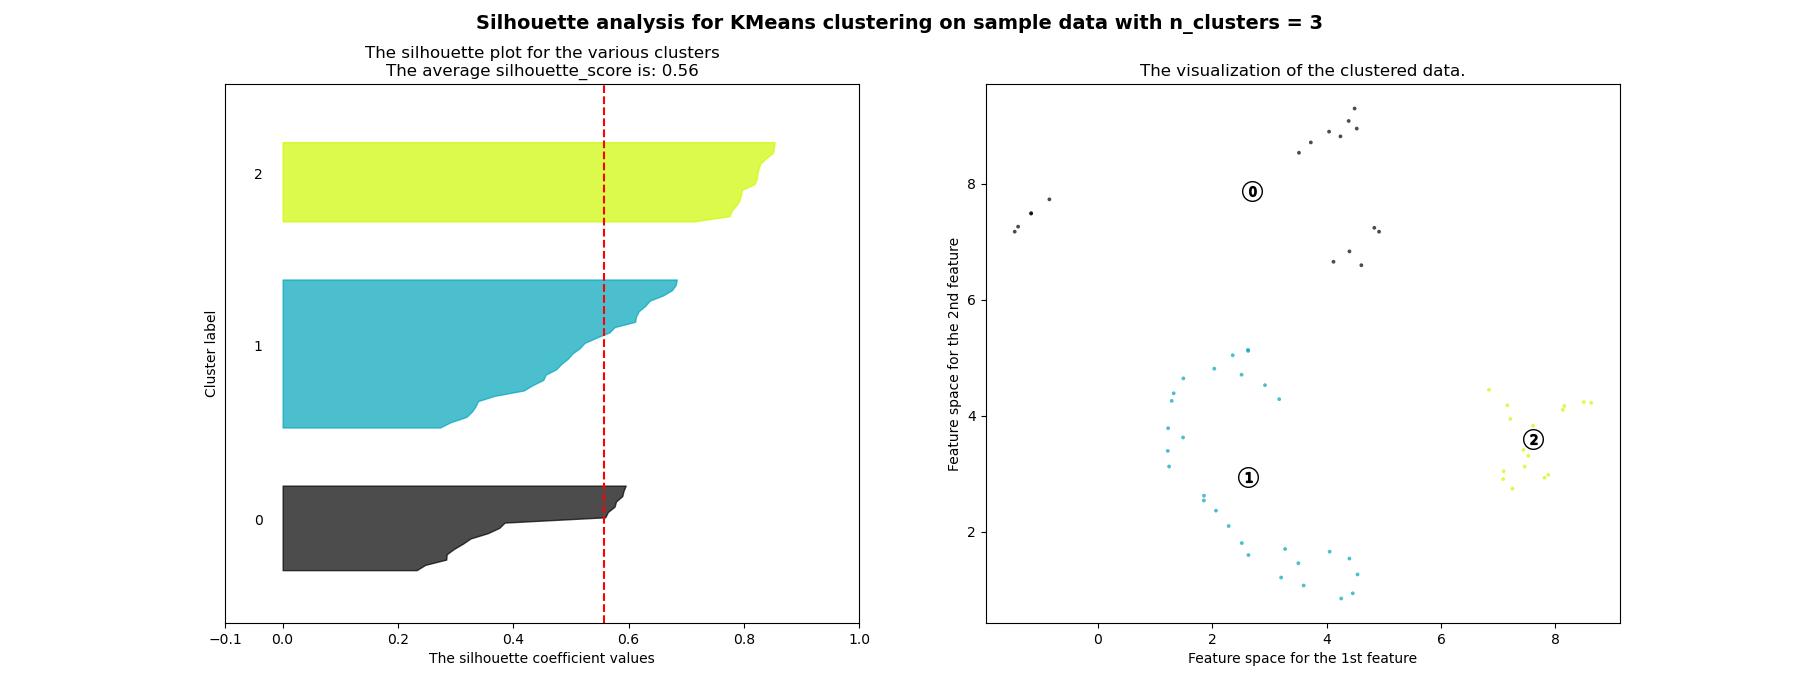 Silhouette analysis for KMeans clustering on sample data with n_clusters = 3
The silhouette plot for the various clusters
The average silhouette_score is: 0.56
Cluster label
2
1
0
−0.1 0.0 0.2 0.4 0.6 0.8 1.0
The silhouette coefficient values
The visualization of the clustered data.
Feature space for the 2nd feature
8
6
4
2
0
2
1
0 2 4 6 8
Feature space for the 1st feature